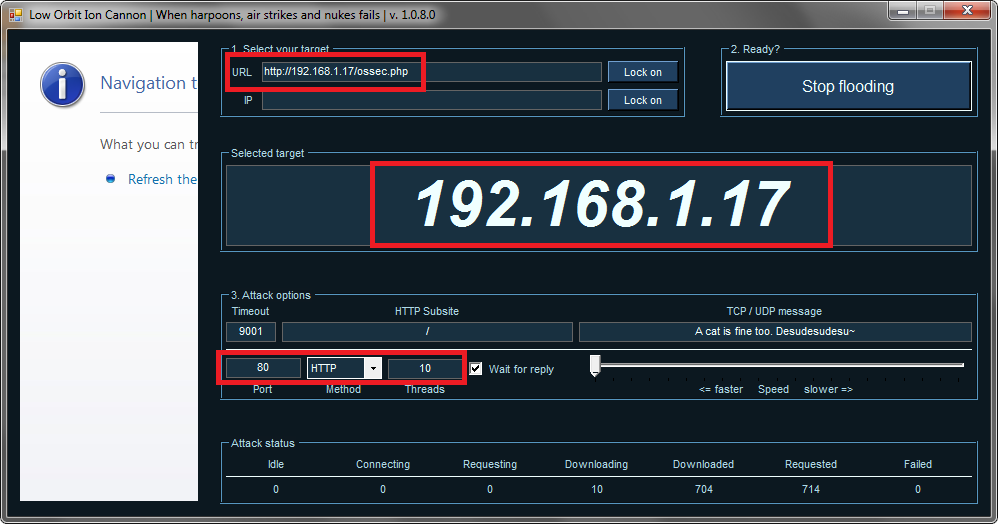 Low Orbit Ion Cannon | When harpoons, air strikes and nukes fails | v. 1.0.8.0
Navigation t
What you can tr
Refresh the
1. Select your target
URL http://192.168.1.17/ossec.php Lock on
IP Lock on
2. Ready?
Stop flooding
Selected target
192.168.1.17
3. Attack options
Timeout HTTP Subsite TCP / UDP message
9001 / A cat is fine too. Desudesudesu~
80 HTTP 10 Wait for reply
Port Method Threads <= faster Speed slower =>
Attack status
Idle Connecting Requesting Downloading Downloaded Requested Failed
0 0 0 10 704 714 0